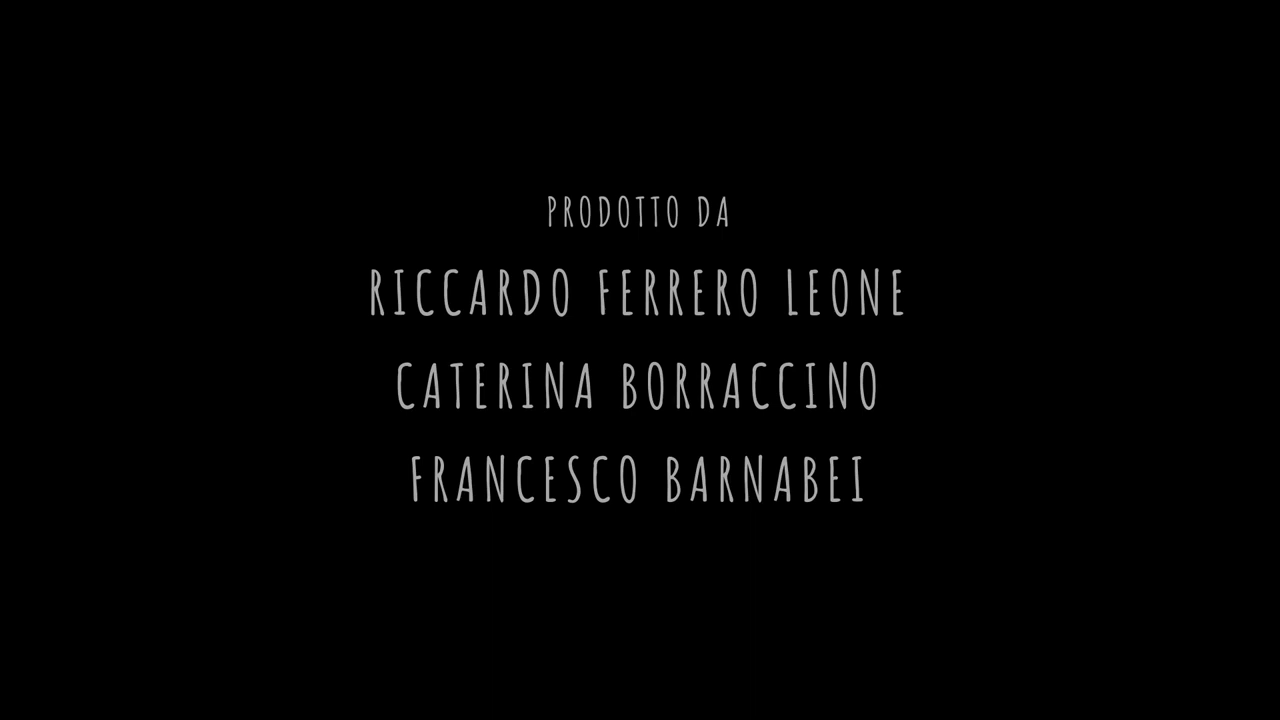 PRODOTTO DA
RICCARDO FERRERO LEONE
CATERINA BORRACCINO
FRANCESCO BARNABEI